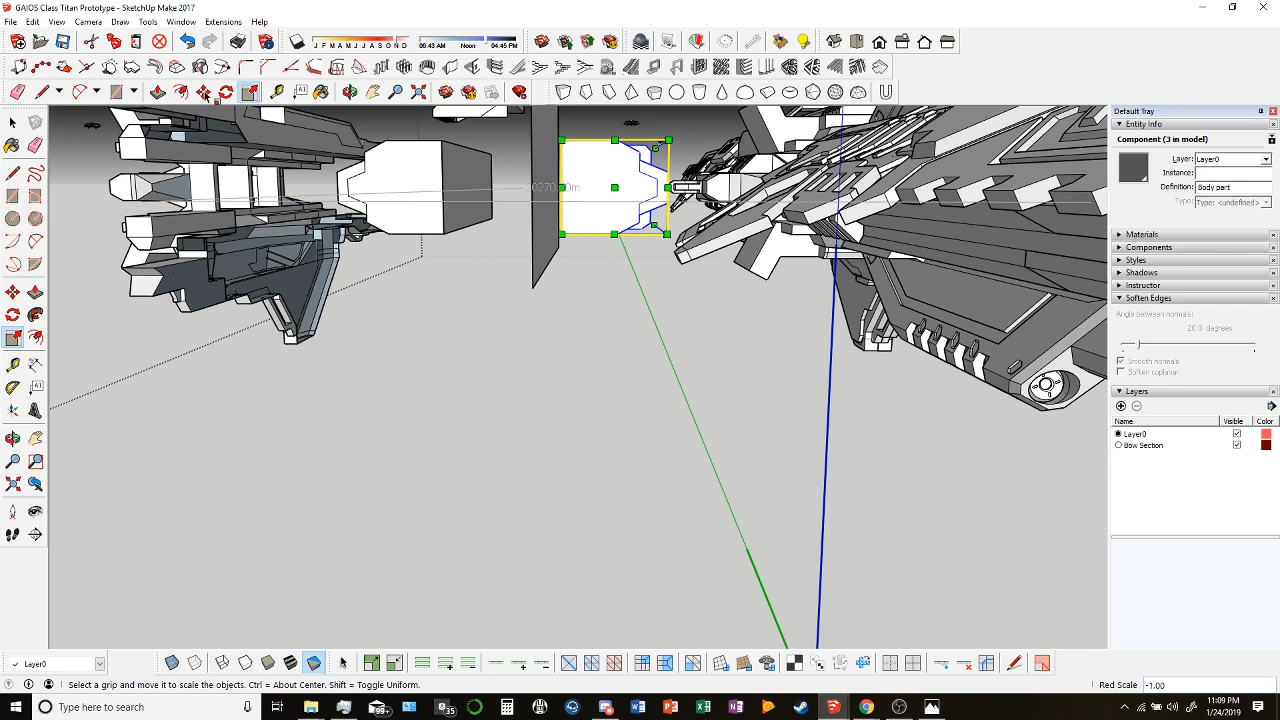 GAIOS Class Titan Prototype - SketchUp Make 2017
File Edit View Camera Draw Tools Window Extensions Help
J F M A M J J A S O N D
06:43 AM Noon 04:45 PM
Default Tray
Entity Info
Component (3 in model)
Layer: Layer0
Instance:
Definition: Body part
Type: Type: <undefined>
Materials
Components
Styles
Shadows
Instructor
Soften Edges
Angle between normals:
20.0 degrees
Smooth normals
Soften coplanar
Layers
Name Visible Color
Layer0
Bow Section
Layer0
Select a grip and move it to scale the objects. Ctrl = About Center. Shift = Toggle Uniform.
Red Scale -1.00
Type here to search
99+
35
11:09 PM
1/24/2019